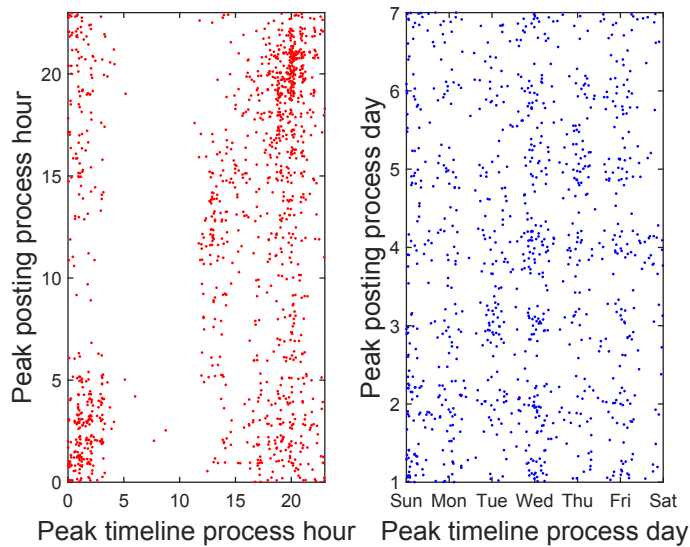 Peak posting process hour
20
15
10
5
0
0 5 10 15 20
Peak timeline process hour
Peak posting process day
7
6
5
4
3
2
1
Sun Mon Tue Wed Thu Fri Sat
Peak timeline process day